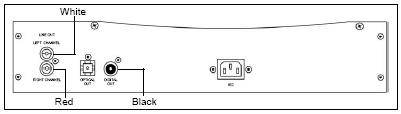 White
LINE OUT
LEFT CHANNEL
RIGHT CHANNEL
OPTICAL
OUT
DIGITAL
OUT
IEC
Red
Black